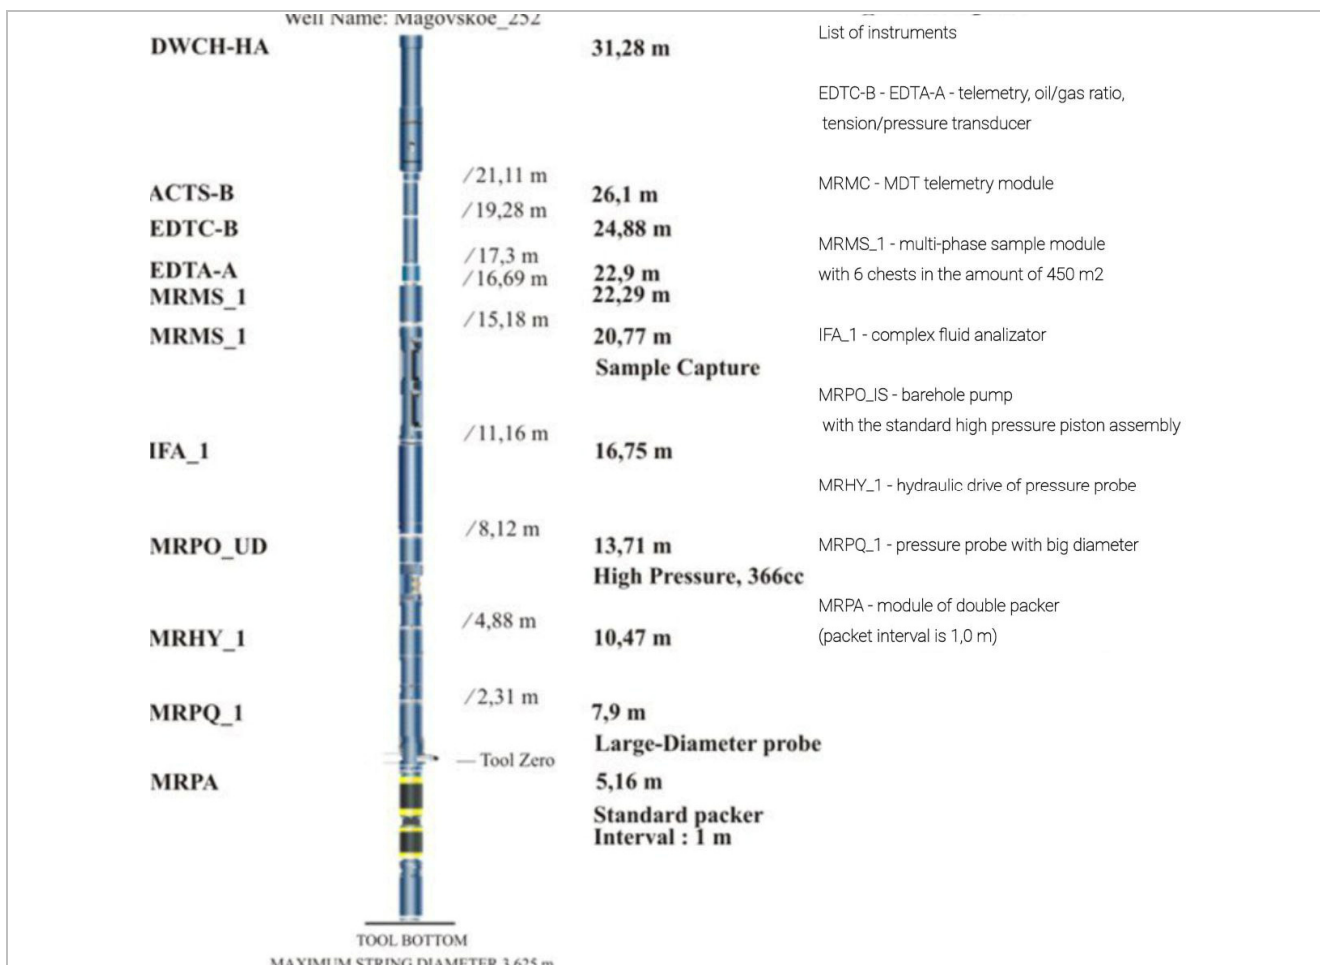 Well Name: Magovskoe_252
DWCH-HA
31,28 m
/21,11 m
ACTS-B
26,1 m
/19,28 m
EDTC-B
24,88 m
/17,3 m
EDTA-A
22,9 m
/16,69 m
MRMS_1
22,29 m
/15,18 m
MRMS_1
20,77 m
Sample Capture
/11,16 m
IFA_1
16,75 m
/8,12 m
MRPO_UD
13,71 m
High Pressure, 366cc
/4,88 m
MRHY_1
10,47 m
/2,31 m
MRPQ_1
7,9 m
Large-Diameter probe
— Tool Zero
MRPA
5,16 m
Standard packer
Interval : 1 m
TOOL BOTTOM
MAXIMUM STRING DIAMETER 3,625 m
List of instruments
EDTC-B - EDTA-A - telemetry, oil/gas ratio,
tension/pressure transducer
MRMC - MDT telemetry module
MRMS_1 - multi-phase sample module
with 6 chests in the amount of 450 m2
IFA_1 - complex fluid analizator
MRPO_IS - barehole pump
with the standard high pressure piston assembly
MRHY_1 - hydraulic drive of pressure probe
MRPQ_1 - pressure probe with big diameter
MRPA - module of double packer
(packet interval is 1,0 m)